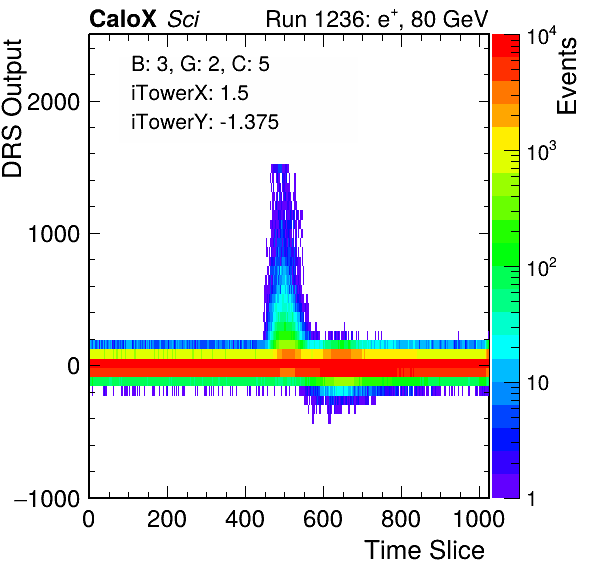 CaloX Sci
Run 1236: e⁺, 80 GeV
B: 3, G: 2, C: 5
iTowerX: 1.5
iTowerY: -1.375
DRS Output
2000
1000
0
−1000
0 200 400 600 800 1000
Time Slice
10⁴
10³
10²
10
1
Events